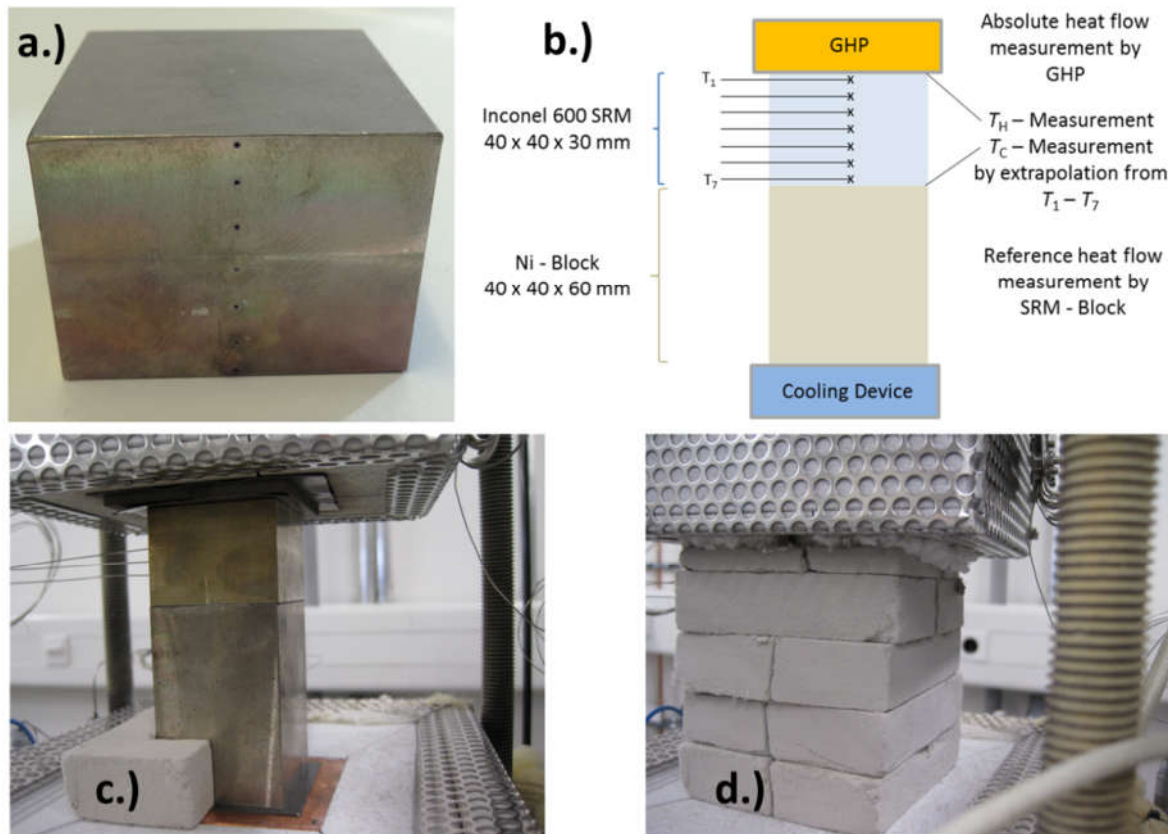 a.)
b.)
GHP
Absolute heat flow
measurement by
GHP
T1
Inconel 600 SRM
40 x 40 x 30 mm
T7
TH – Measurement
TC – Measurement
by extrapolation from
T1 – T7
Ni - Block
40 x 40 x 60 mm
Reference heat flow
measurement by
SRM - Block
Cooling Device
c.)
d.)